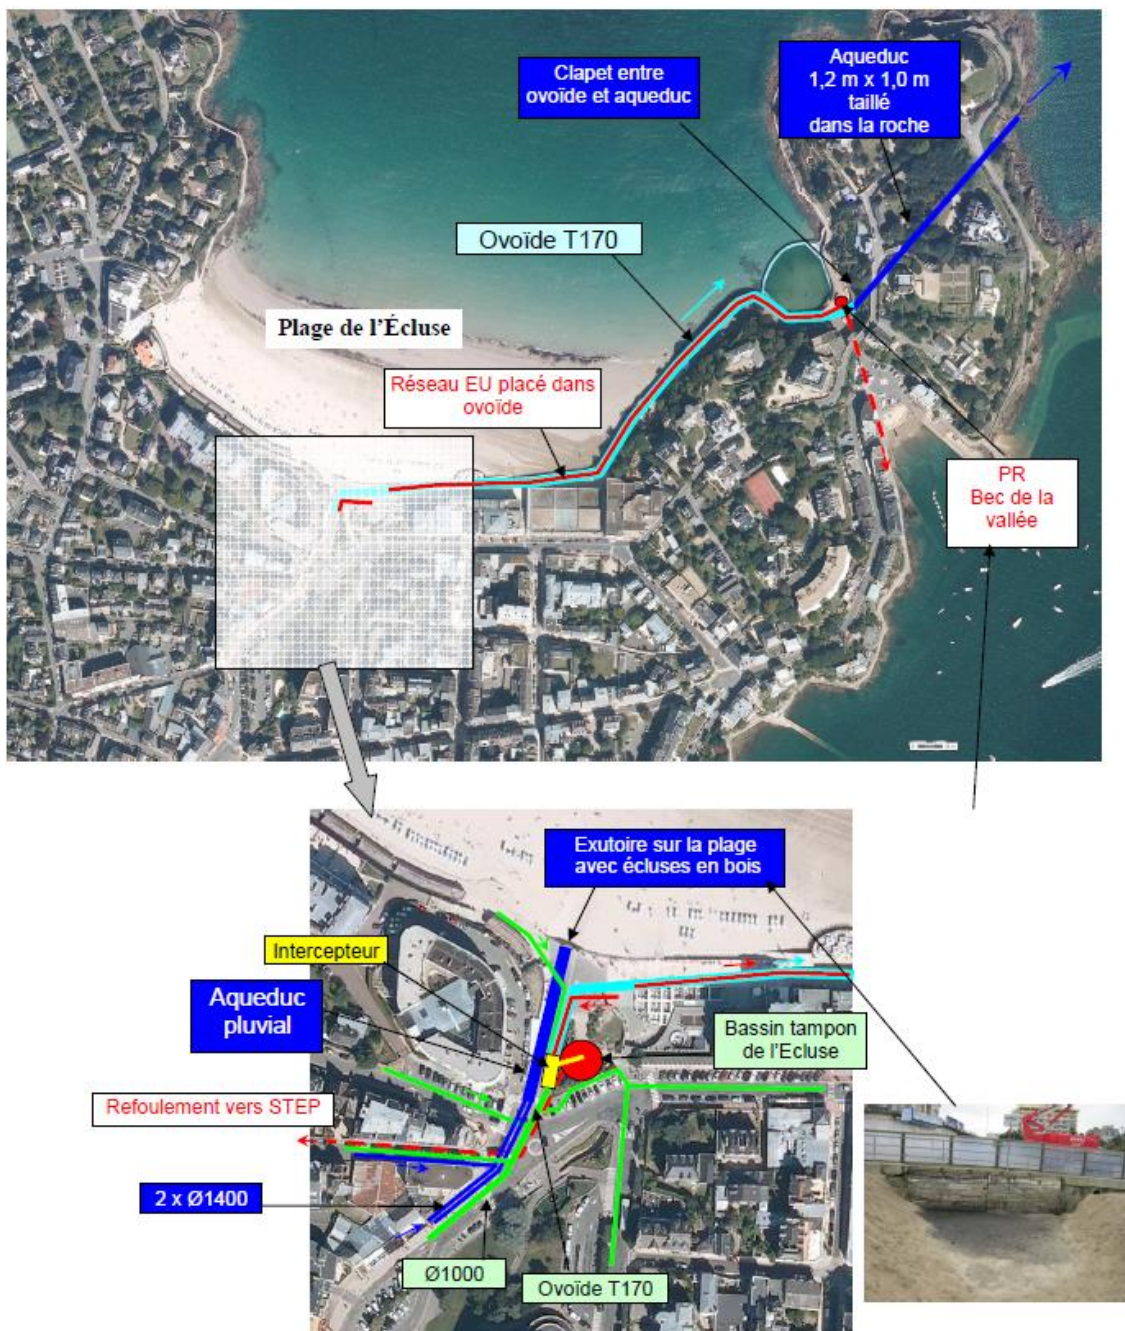 Clapet entre
ovoïde et aqueduc
Aqueduc
1,2 m x 1,0 m
taillé
dans la roche
Ovoïde T170
Plage de l'Écluse
Réseau EU placé dans
ovoïde
PR
Bec de la
vallée
Exutoire sur la plage
avec écluses en bois
Intercepteur
Aqueduc
pluvial
Bassin tampon
de l'Ecluse
Refoulement vers STEP
2 x Ø1400
Ø1000
Ovoïde T170